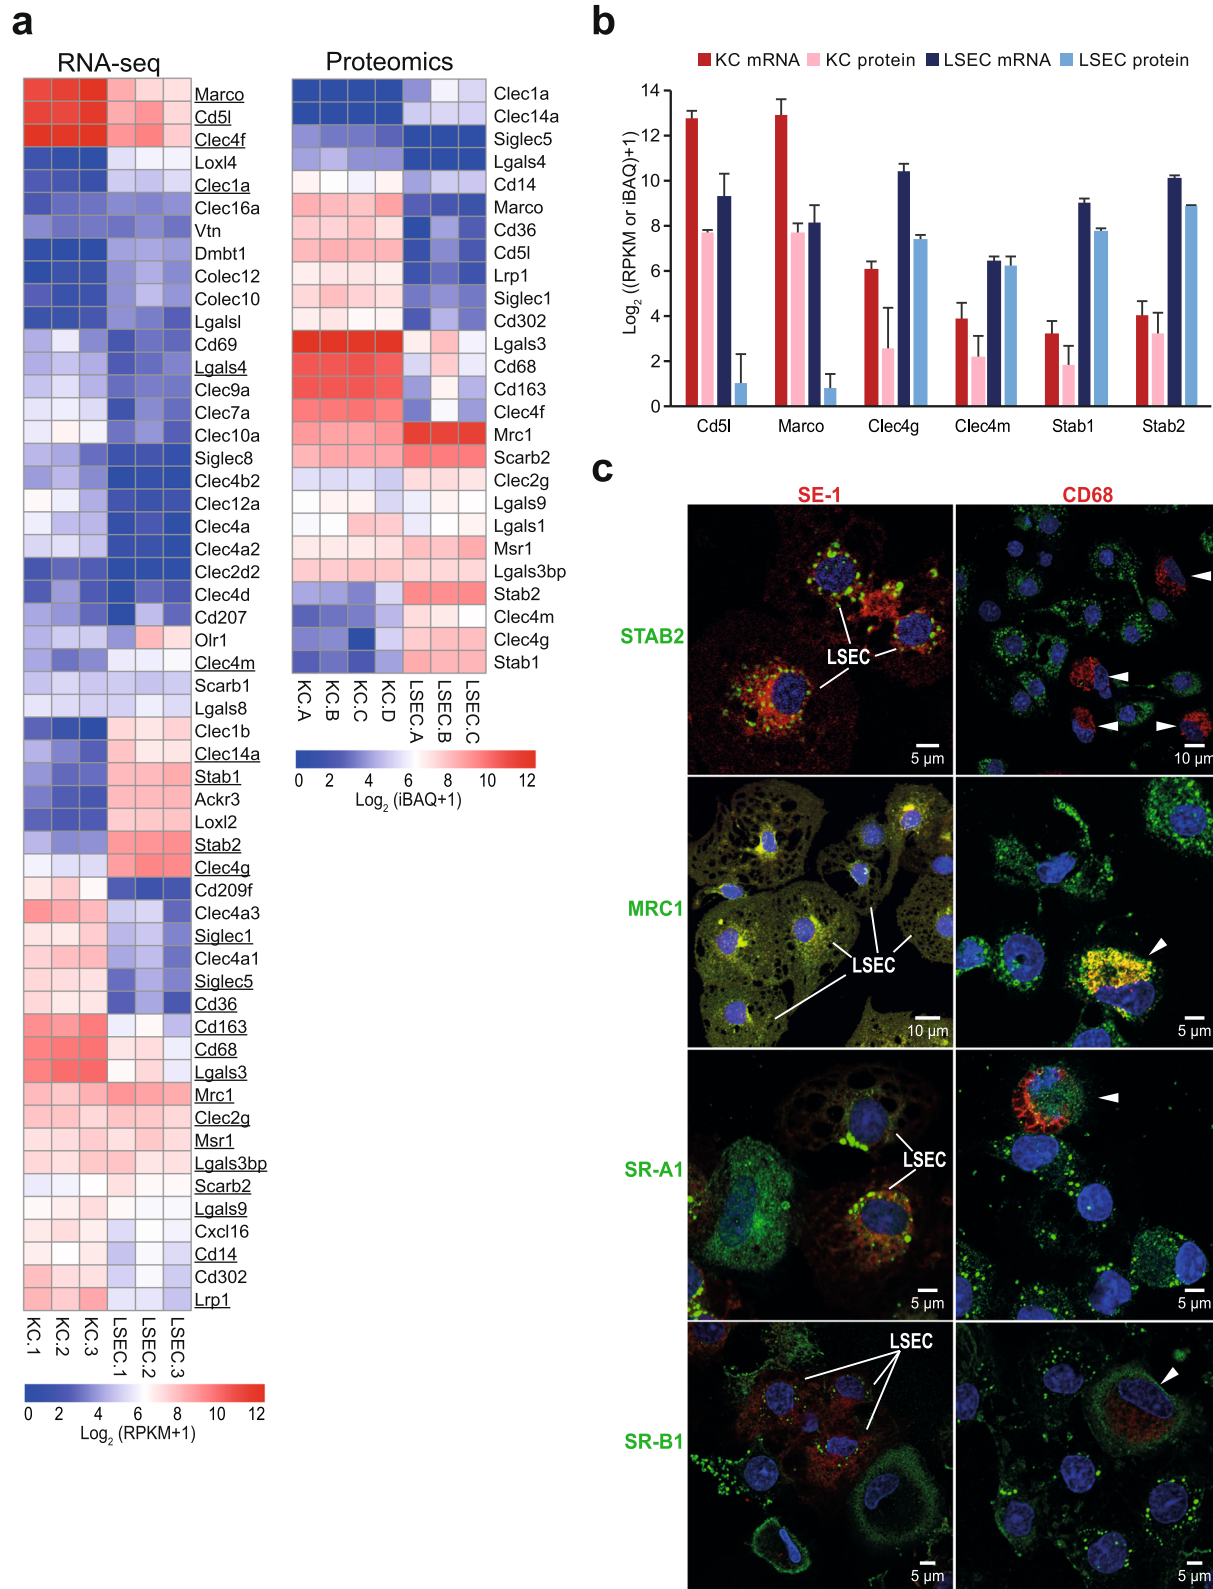 a
RNA-seq
Marco
Cd5l
Clec4f
Loxl4
Clec1a
Clec16a
Vtn
Dmbt1
Colec12
Colec10
Lgalsl
Cd69
Lgals4
Clec9a
Clec7a
Clec10a
Siglec8
Clec4b2
Clec12a
Clec4a
Clec4a2
Clec2d2
Clec4d
Cd207
Olr1
Clec4m
Scarb1
Lgals8
Clec1b
Clec14a
Stab1
Ackr3
Loxl2
Stab2
Clec4g
Cd209f
Clec4a3
Siglec1
Clec4a1
Siglec5
Cd36
Cd163
Cd68
Lgals3
Mrc1
Clec2g
Msr1
Lgals3bp
Scarb2
Lgals9
Cxcl16
Cd14
Cd302
Lrp1
KC.1 KC.2 KC.3 LSEC.1 LSEC.2 LSEC.3
0 2 4 6 8 10 12
Log2 (RPKM+1)
Proteomics
Clec1a
Clec14a
Siglec5
Lgals4
Cd14
Marco
Cd36
Cd5l
Lrp1
Siglec1
Cd302
Lgals3
Cd68
Cd163
Clec4f
Mrc1
Scarb2
Clec2g
Lgals9
Lgals1
Msr1
Lgals3bp
Stab2
Clec4m
Clec4g
Stab1
KC.A KC.B KC.C KC.D LSEC.A LSEC.B LSEC.C
0 2 4 6 8 10 12
Log2 (iBAQ+1)
b
KC mRNA KC protein LSEC mRNA LSEC protein
Log2 ((RPKM or iBAQ)+1)
14
12
10
8
6
4
2
0
Cd5l Marco Clec4g Clec4m Stab1 Stab2
c
SE-1 CD68
STAB2
LSEC
5 µm
10 µm
MRC1
LSEC
10 µm
5 µm
SR-A1
LSEC
5 µm
5 µm
SR-B1
LSEC
5 µm
5 µm